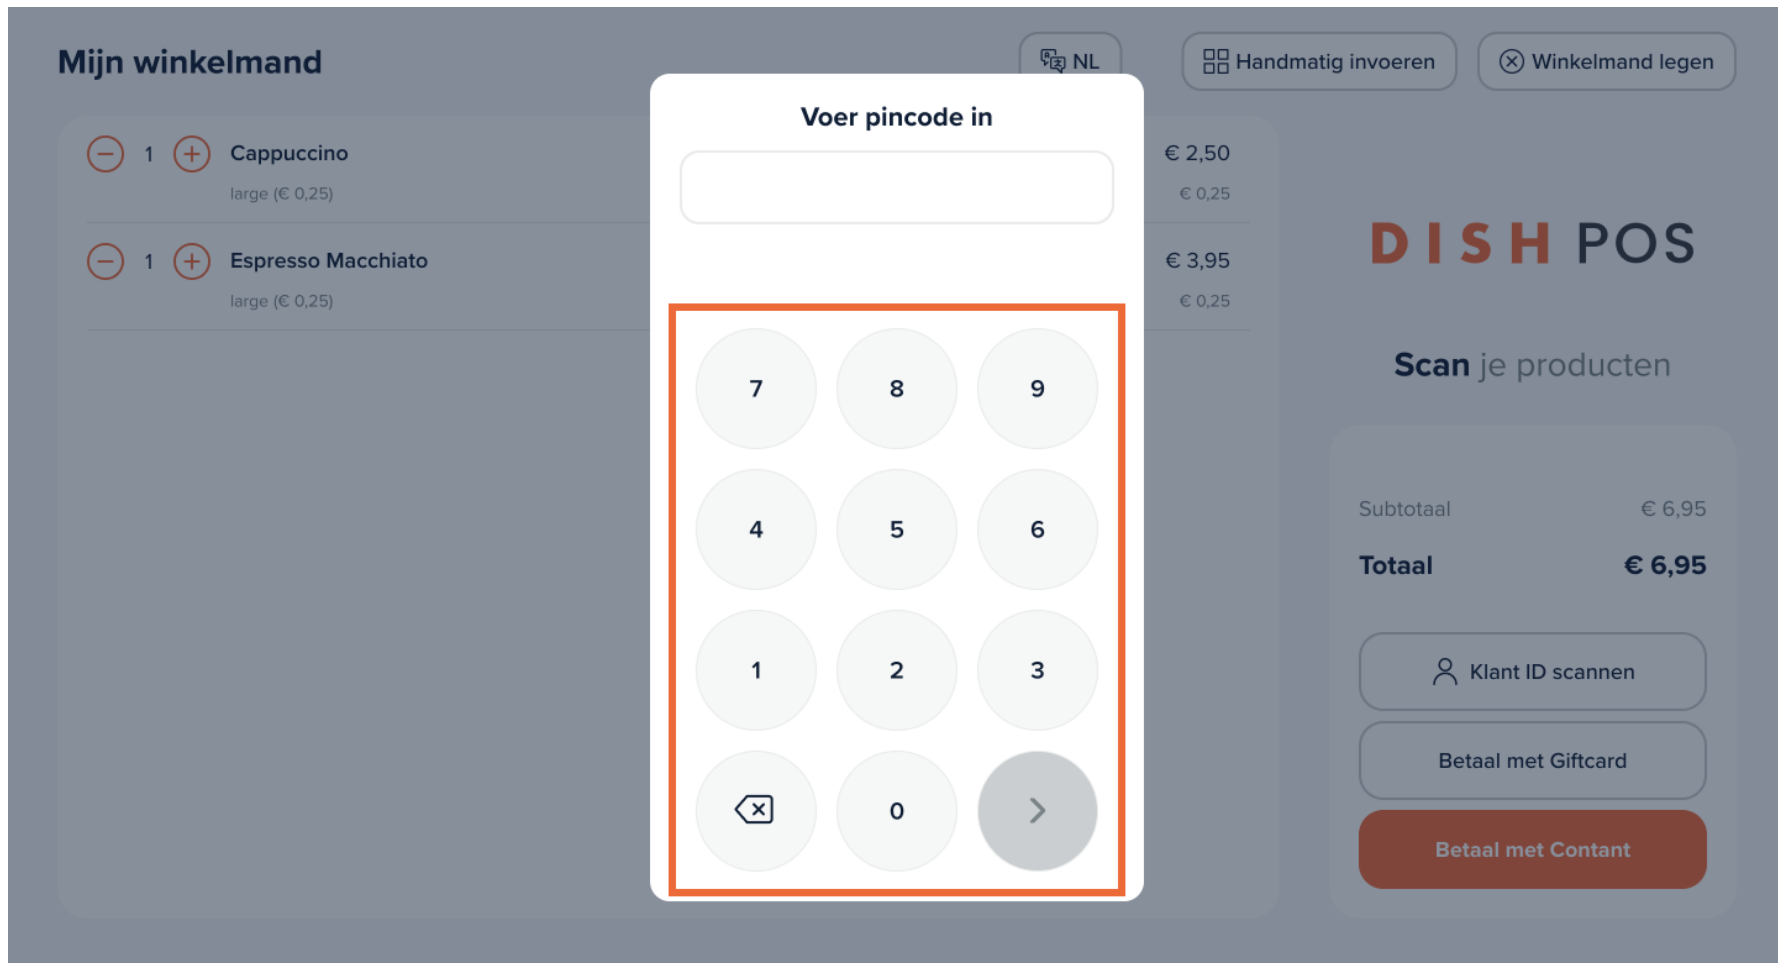 Mijn winkelmand
NL
Handmatig invoeren
Winkelmand legen
Voer pincode in
1 Cappuccino € 2,50
large (€ 0,25) € 0,25
1 Espresso Macchiato € 3,95
large (€ 0,25) € 0,25
7 8 9
4 5 6
1 2 3
0
DISH POS
Scan je producten
Subtotaal € 6,95
Totaal € 6,95
Klant ID scannen
Betaal met Giftcard
Betaal met Contant